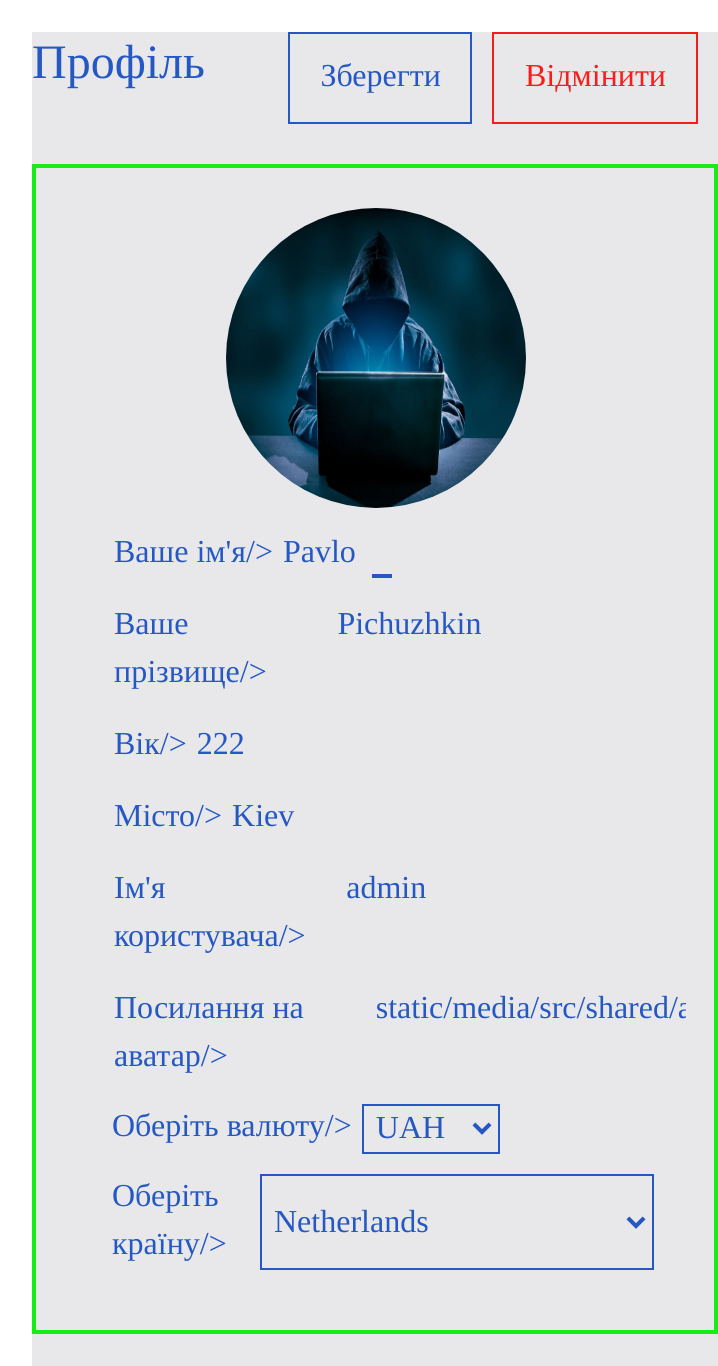 Профіль
Зберегти
Відмінити
Ваше ім'я/> Pavlo
Ваше Pichuzhkin
прізвище/>
Вік/> 222
Місто/> Kiev
Ім'я admin
користувача/>
Посилання на static/media/src/shared/a
аватар/>
Оберіть валюту/> UAH
Оберіть
країну/>
Netherlands